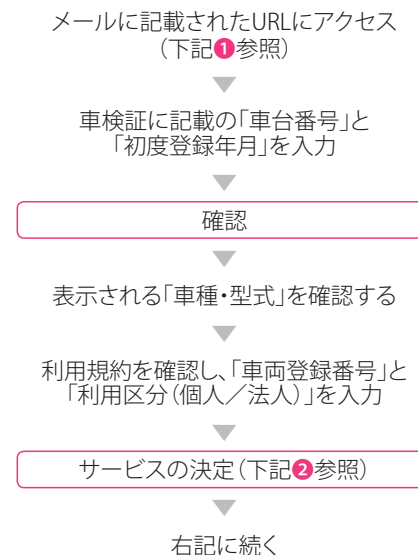 メールに記載されたURLにアクセス
（下記❶参照）
車検証に記載の「車台番号」と
「初度登録年月」を入力
確認
表示される「車種・型式」を確認する
利用規約を確認し、「車両登録番号」と
「利用区分（個人／法人）」を入力
サービスの決定（下記❷参照）
右記に続く